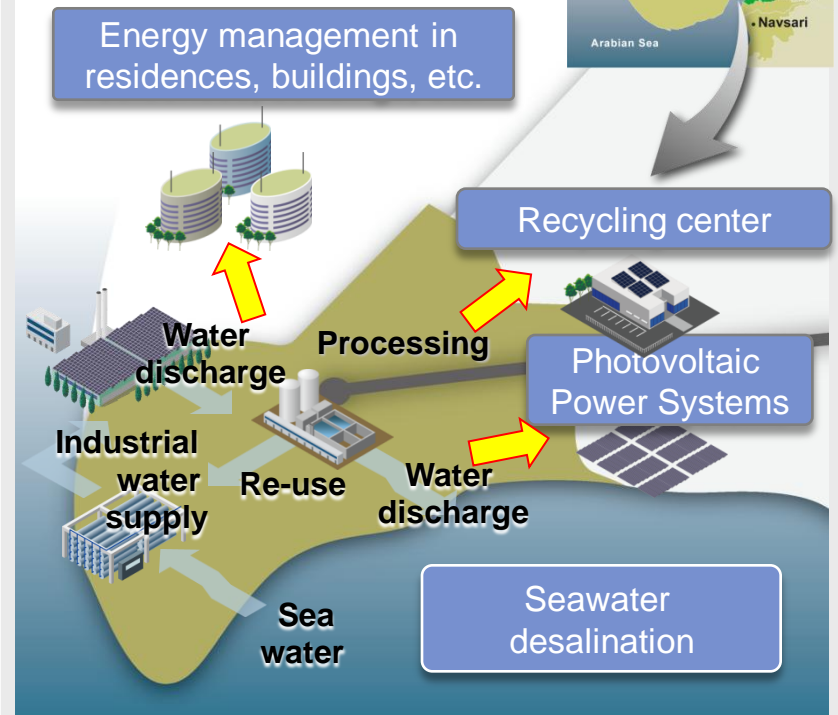 Navsari
Arabian Sea
Energy management in
residences, buildings, etc.
Recycling center
Water
discharge
Processing
Photovoltaic
Power Systems
Industrial
water
supply
Re-use
Water
discharge
Sea
water
Seawater
desalination